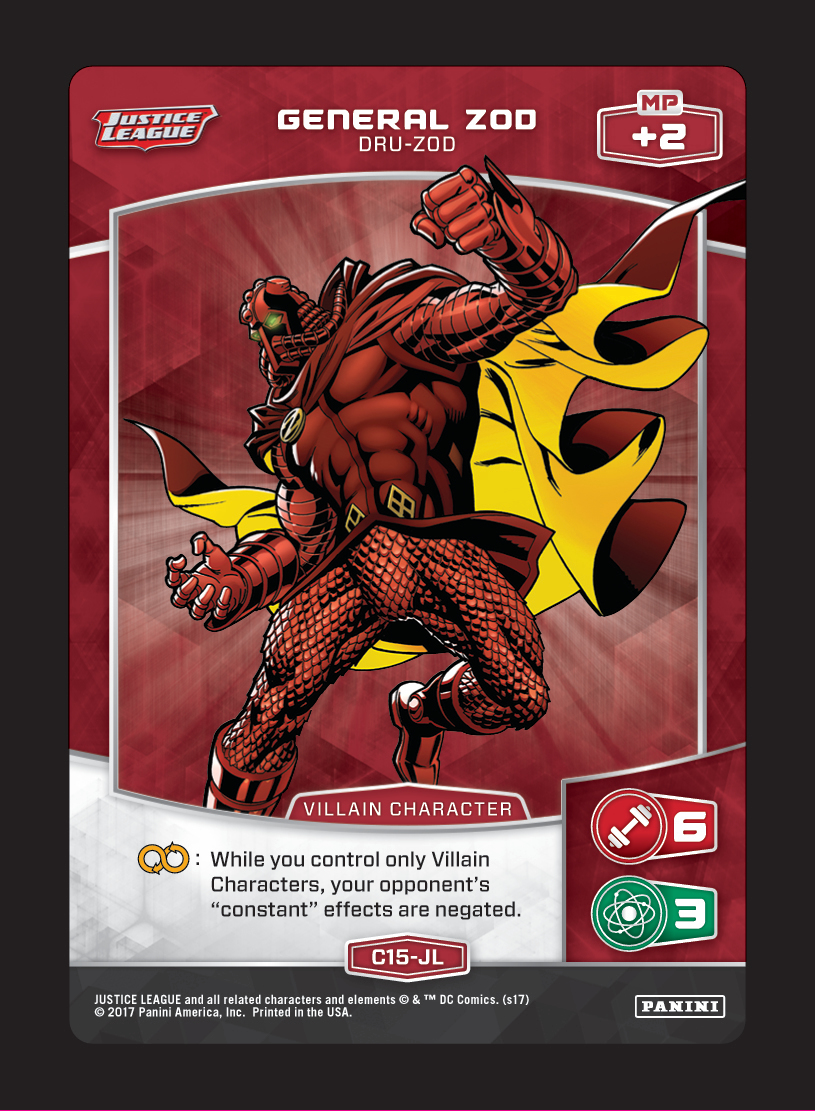 JUSTICE
LEAGUE
GENERAL ZOD
DRU-ZOD
MP
+2
VILLAIN CHARACTER
: While you control only Villain
Characters, your opponent’s
“constant” effects are negated.
6
3
C15-JL
JUSTICE LEAGUE and all related characters and elements © & ™ DC Comics. (s17)
© 2017 Panini America, Inc. Printed in the USA.
PANINI